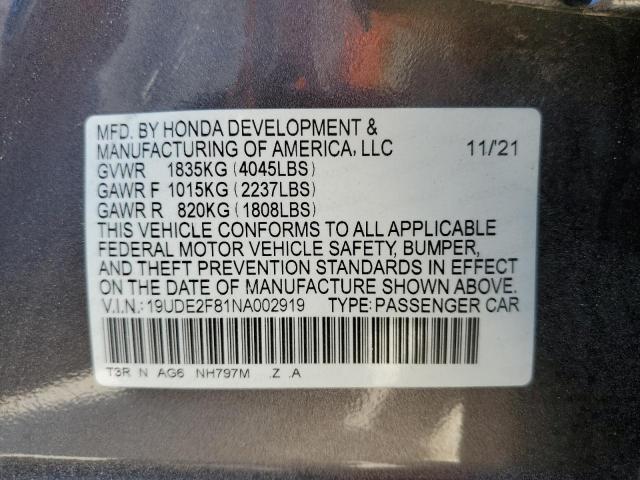 MFD. BY HONDA DEVELOPMENT &
MANUFACTURING OF AMERICA, LLC 11/'21
GVWR 1835KG (4045LBS)
GAWR F 1015KG (2237LBS)
GAWR R 820KG (1808LBS)
THIS VEHICLE CONFORMS TO ALL APPLICABLE
FEDERAL MOTOR VEHICLE SAFETY, BUMPER,
AND THEFT PREVENTION STANDARDS IN EFFECT
ON THE DATE OF MANUFACTURE SHOWN ABOVE.
V.I.N.: 19UDE2F81NA002919 TYPE: PASSENGER CAR
T3R N AG6 NH797M .Z .A